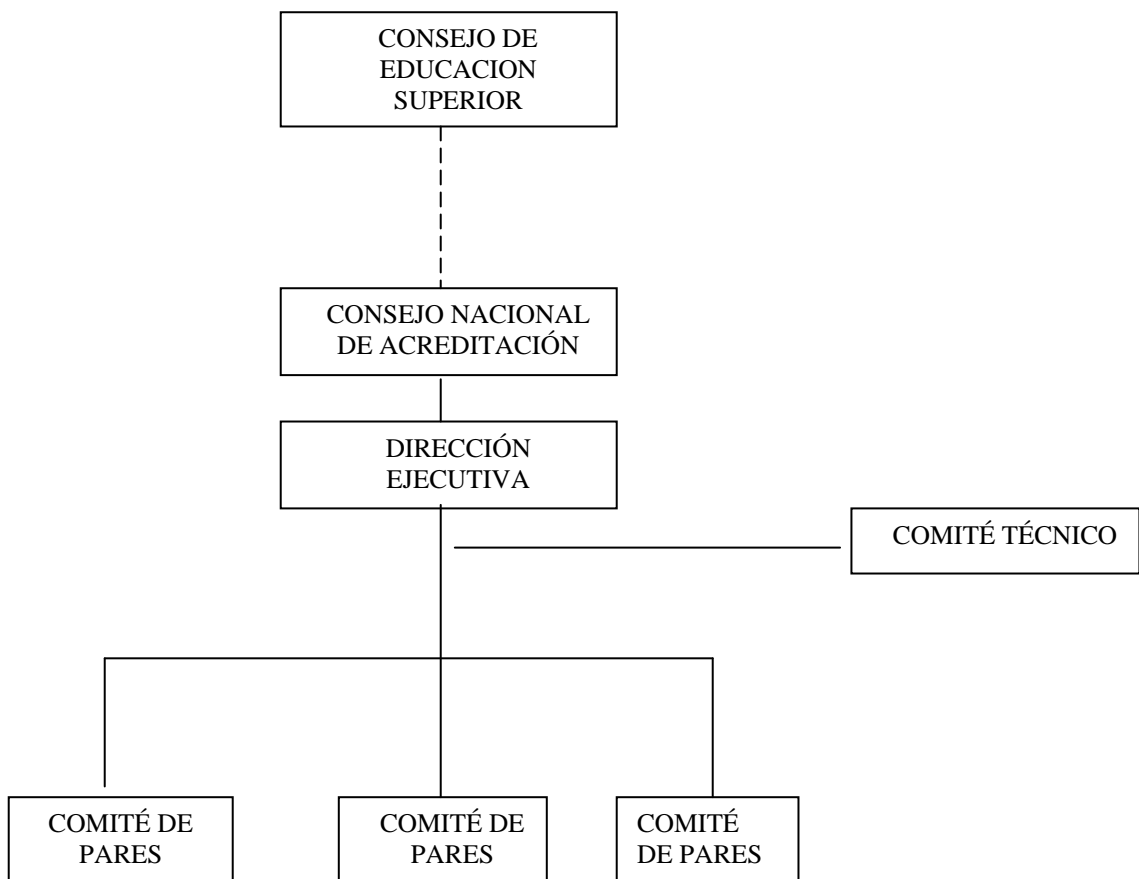 CONSEJO DE
EDUCACION
SUPERIOR
CONSEJO NACIONAL
DE ACREDITACIÓN
DIRECCIÓN
EJECUTIVA
COMITÉ TÉCNICO
COMITÉ DE
PARES
COMITÉ DE
PARES
COMITÉ
DE PARES